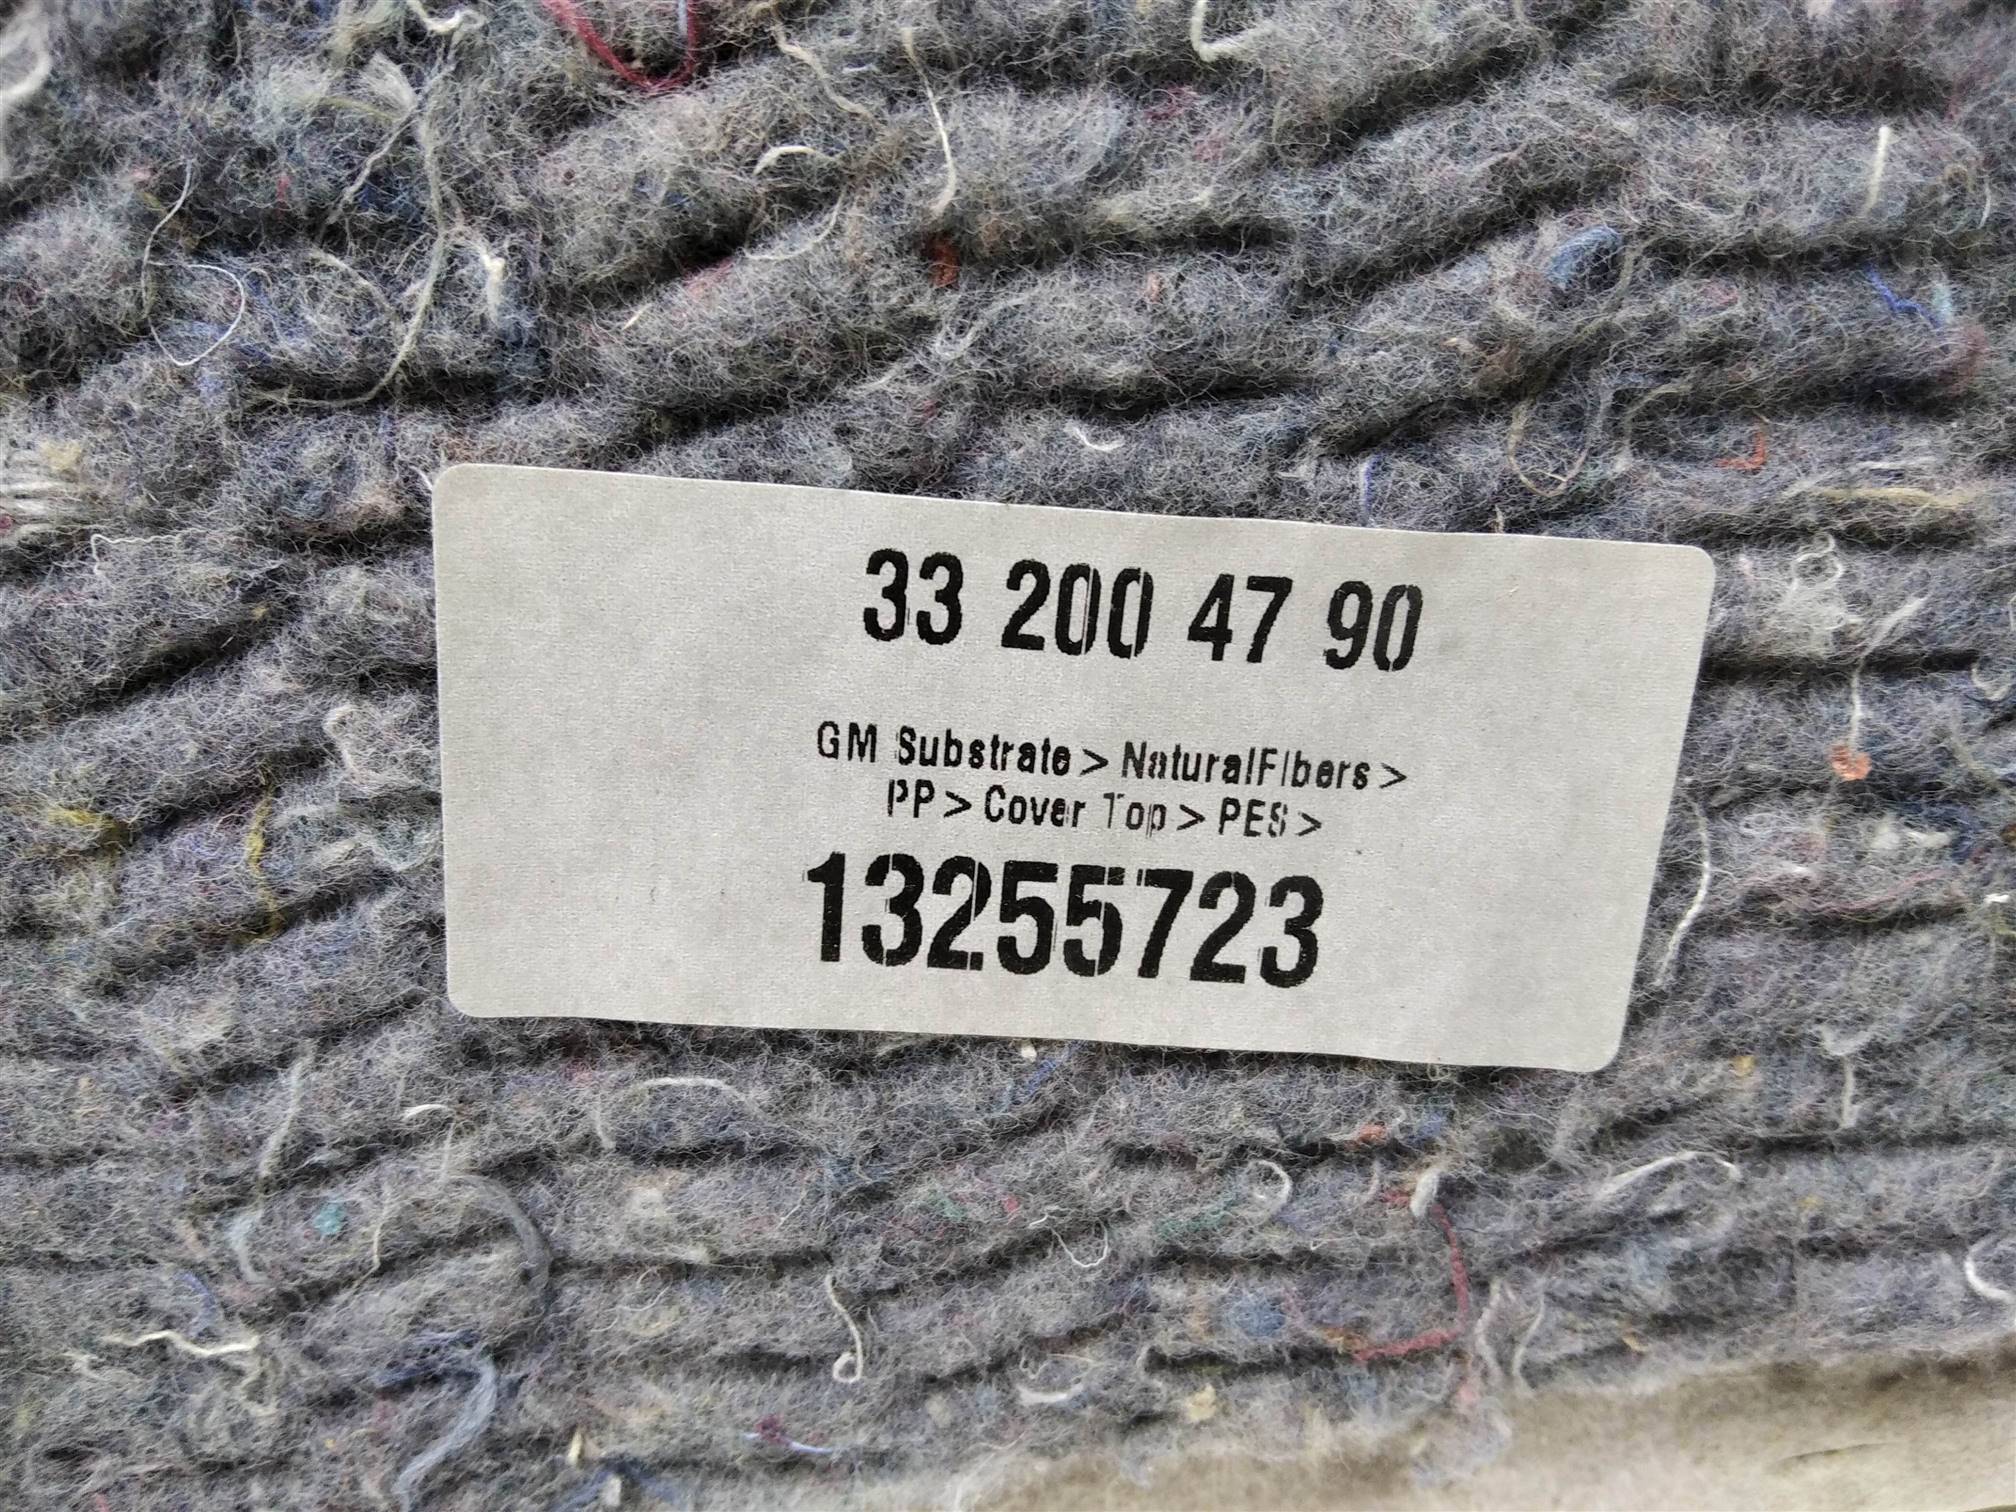 33 200 47 90
GM Substrate > NaturalFibers >
PP > Cover Top > PES >
13255723